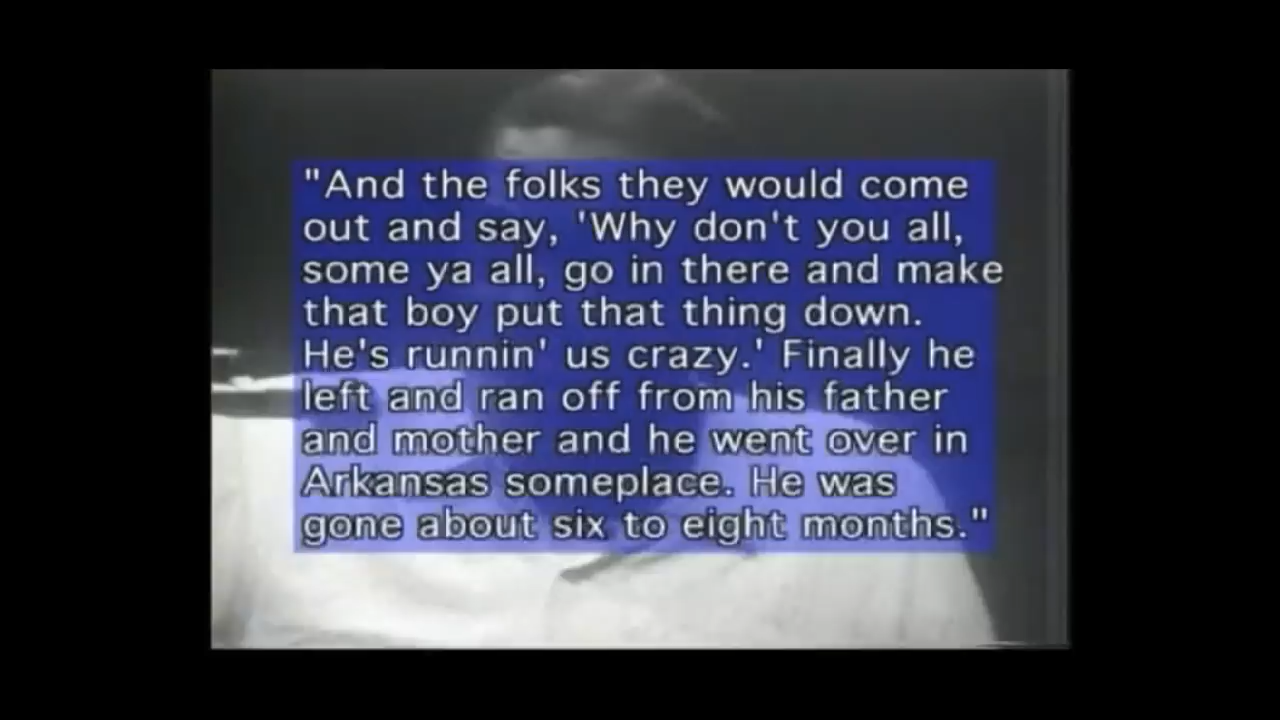 "And the folks they would come
out and say, 'Why don't you all,
some ya all, go in there and make
that boy put that thing down.
He's runnin' us crazy.' Finally he
left and ran off from his father
and mother and he went over in
Arkansas someplace. He was
gone about six to eight months."